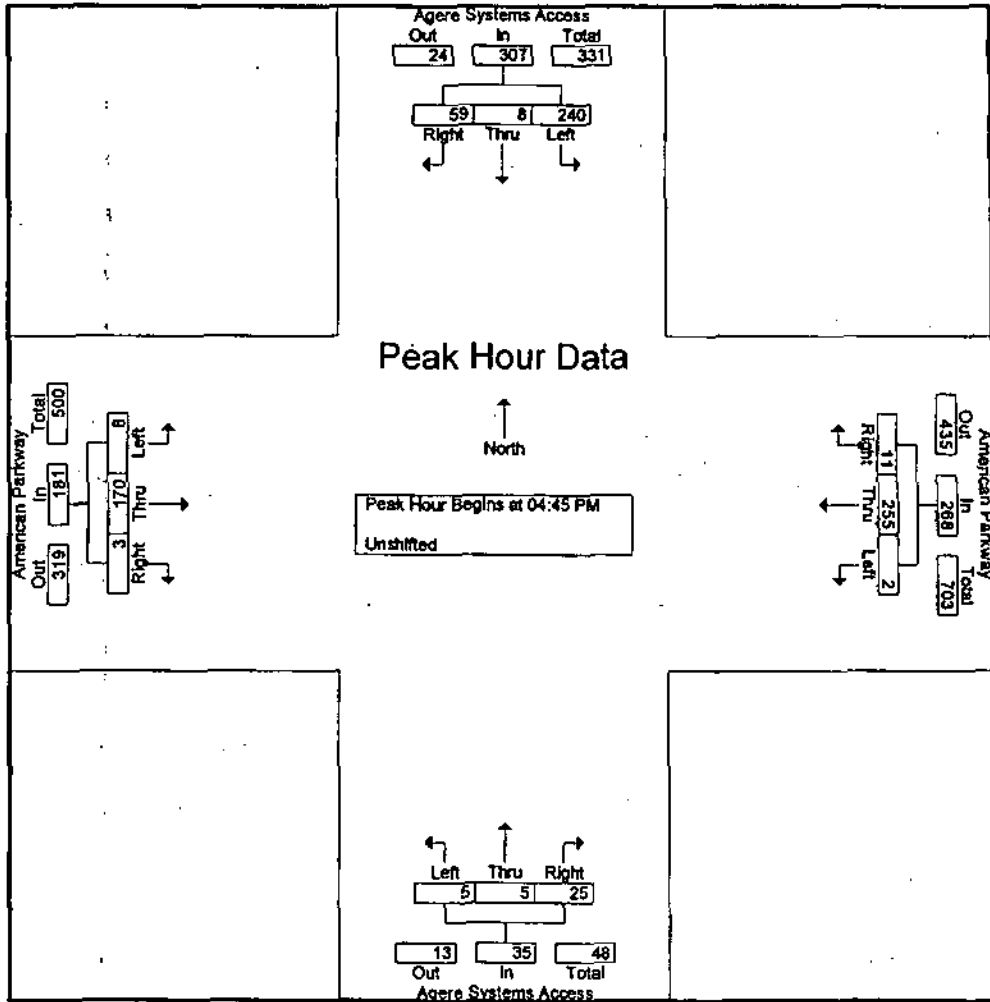 Agere Systems Access
Out In Total
24 307 331
59 8 240
Right Thru Left
Peak Hour Data
North
Peak Hour Begins at 04:45 PM
Unshifted
American Parkway
Out In Total
319 181 500
Left Thru Right
8 170 3
American Parkway
Out In Total
435 268 703
Right Thru Left
11 255 2
Left Thru Right
5 5 25
13 35 48
Out In Total
Agere Systems Access